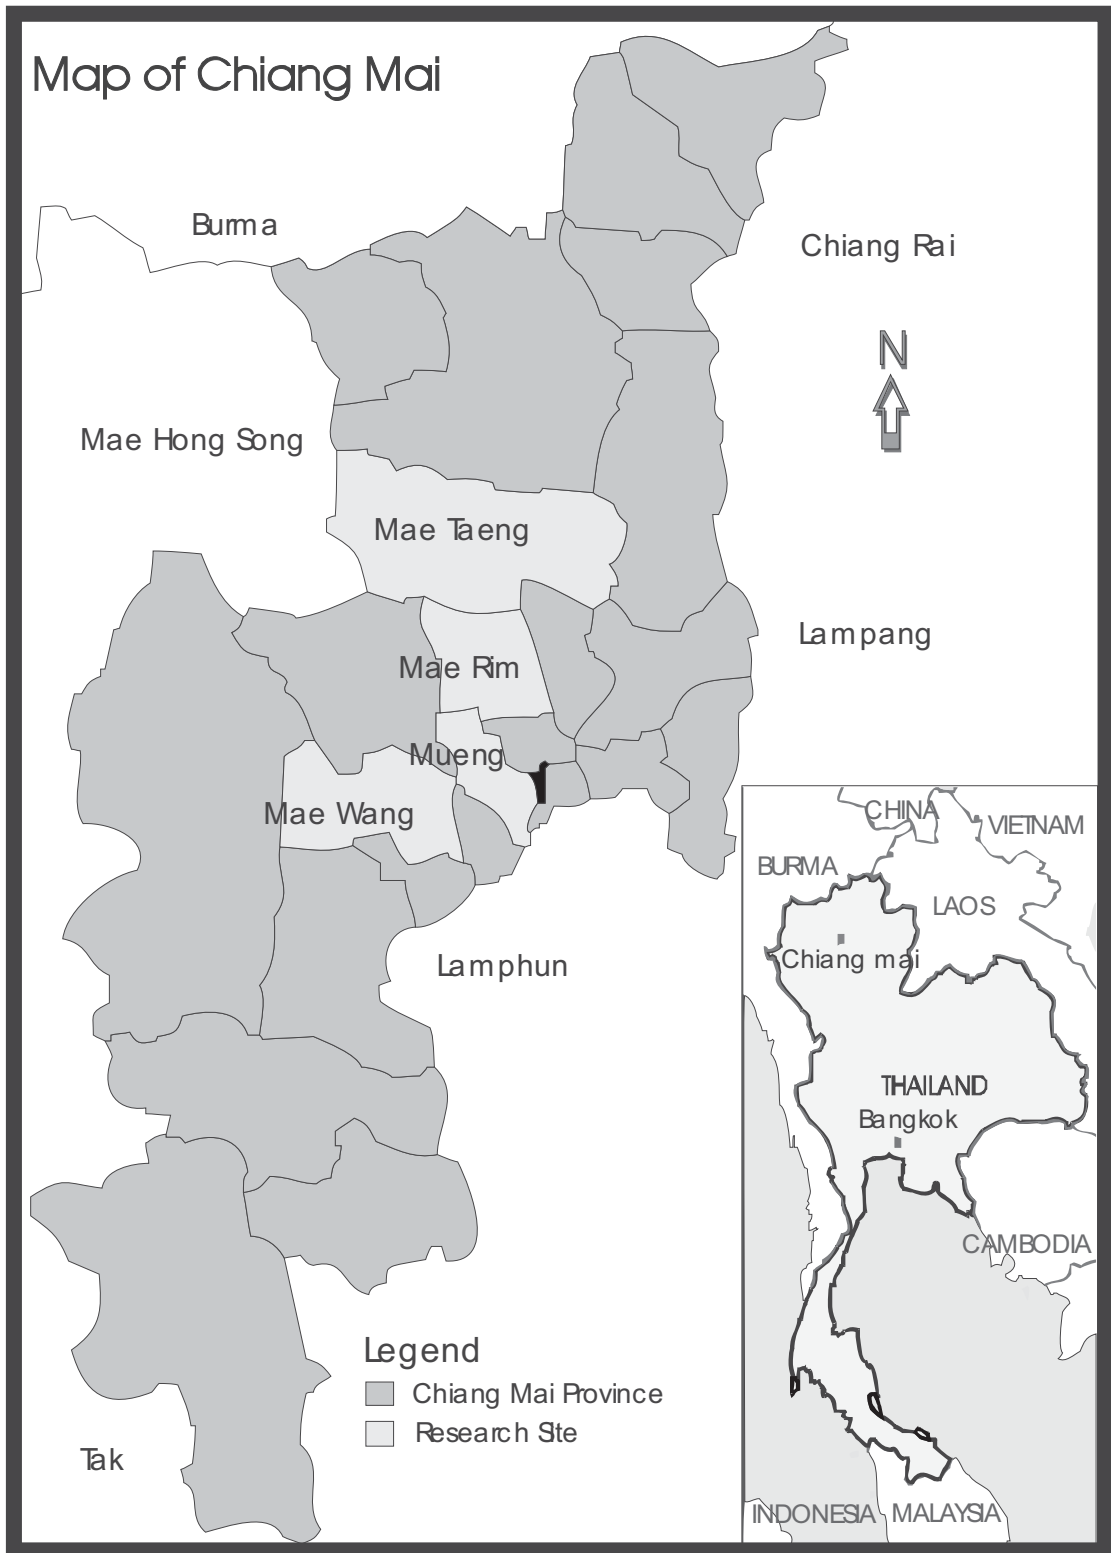 Map of Chiang Mai
Burma
Chiang Rai
N
Mae Hong Song
Mae Taeng
Lampang
Mae Rim
Mueng
Mae Wang
Lamphun
CHINA
VIETNAM
BURMA
LAOS
Chiang mai
THAILAND
Bangkok
CAMBODIA
INDONESIA
MALAYSIA
Legend
Chiang Mai Province
Research Site
Tak